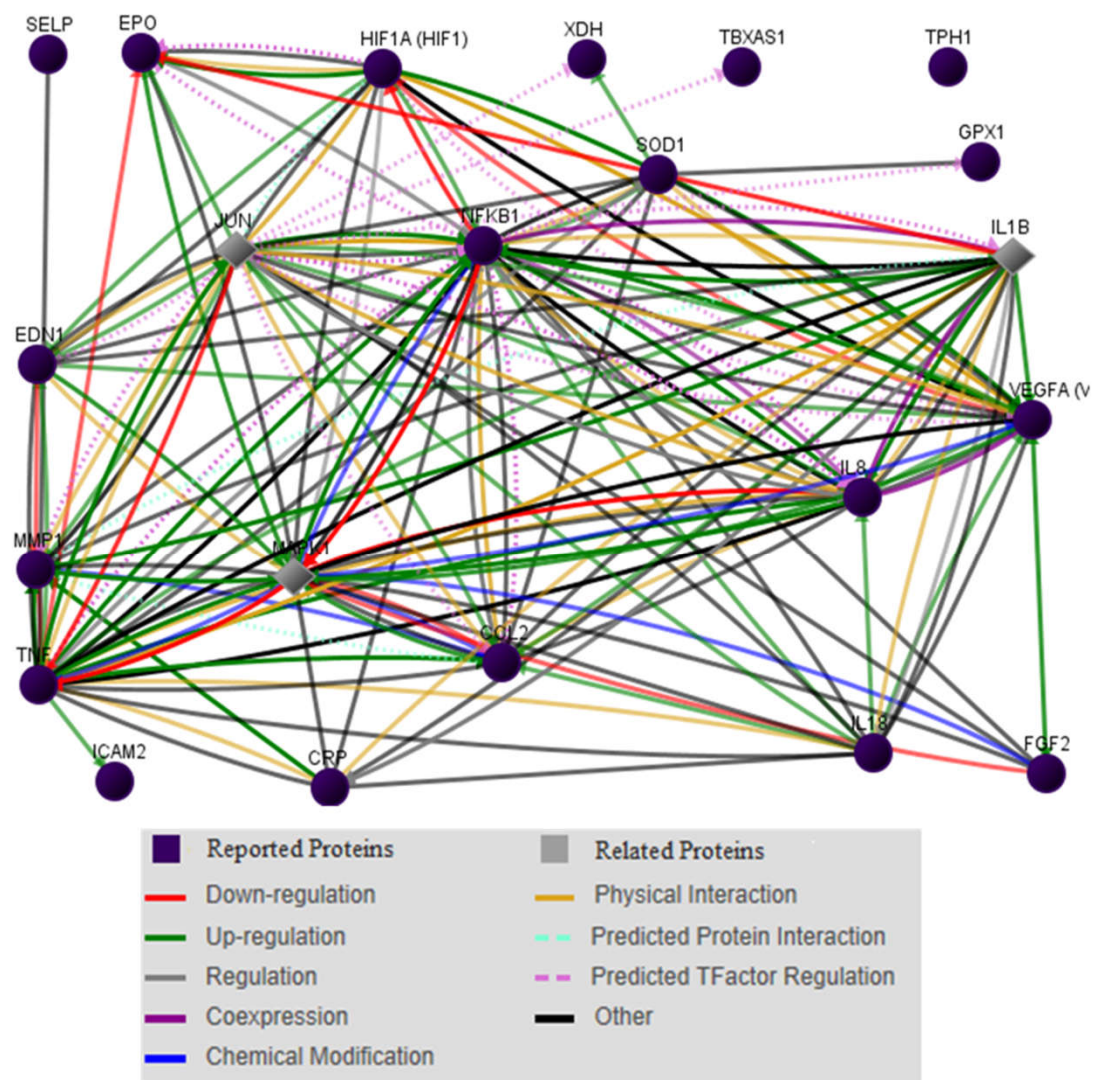 SELP
EPO
HIF1A (HIF1)
XDH
TBXAS1
TPH1
SOD1
GPX1
JUN
NFKB1
IL1B
EDN1
VEGFA (V
IL8
MMP1
MAPK1
TNF
CCL2
ICAM2
CRP
IL18
FGF2
Reported Proteins
Related Proteins
Down-regulation
Physical Interaction
Up-regulation
Predicted Protein Interaction
Regulation
Predicted TFactor Regulation
Coexpression
Other
Chemical Modification